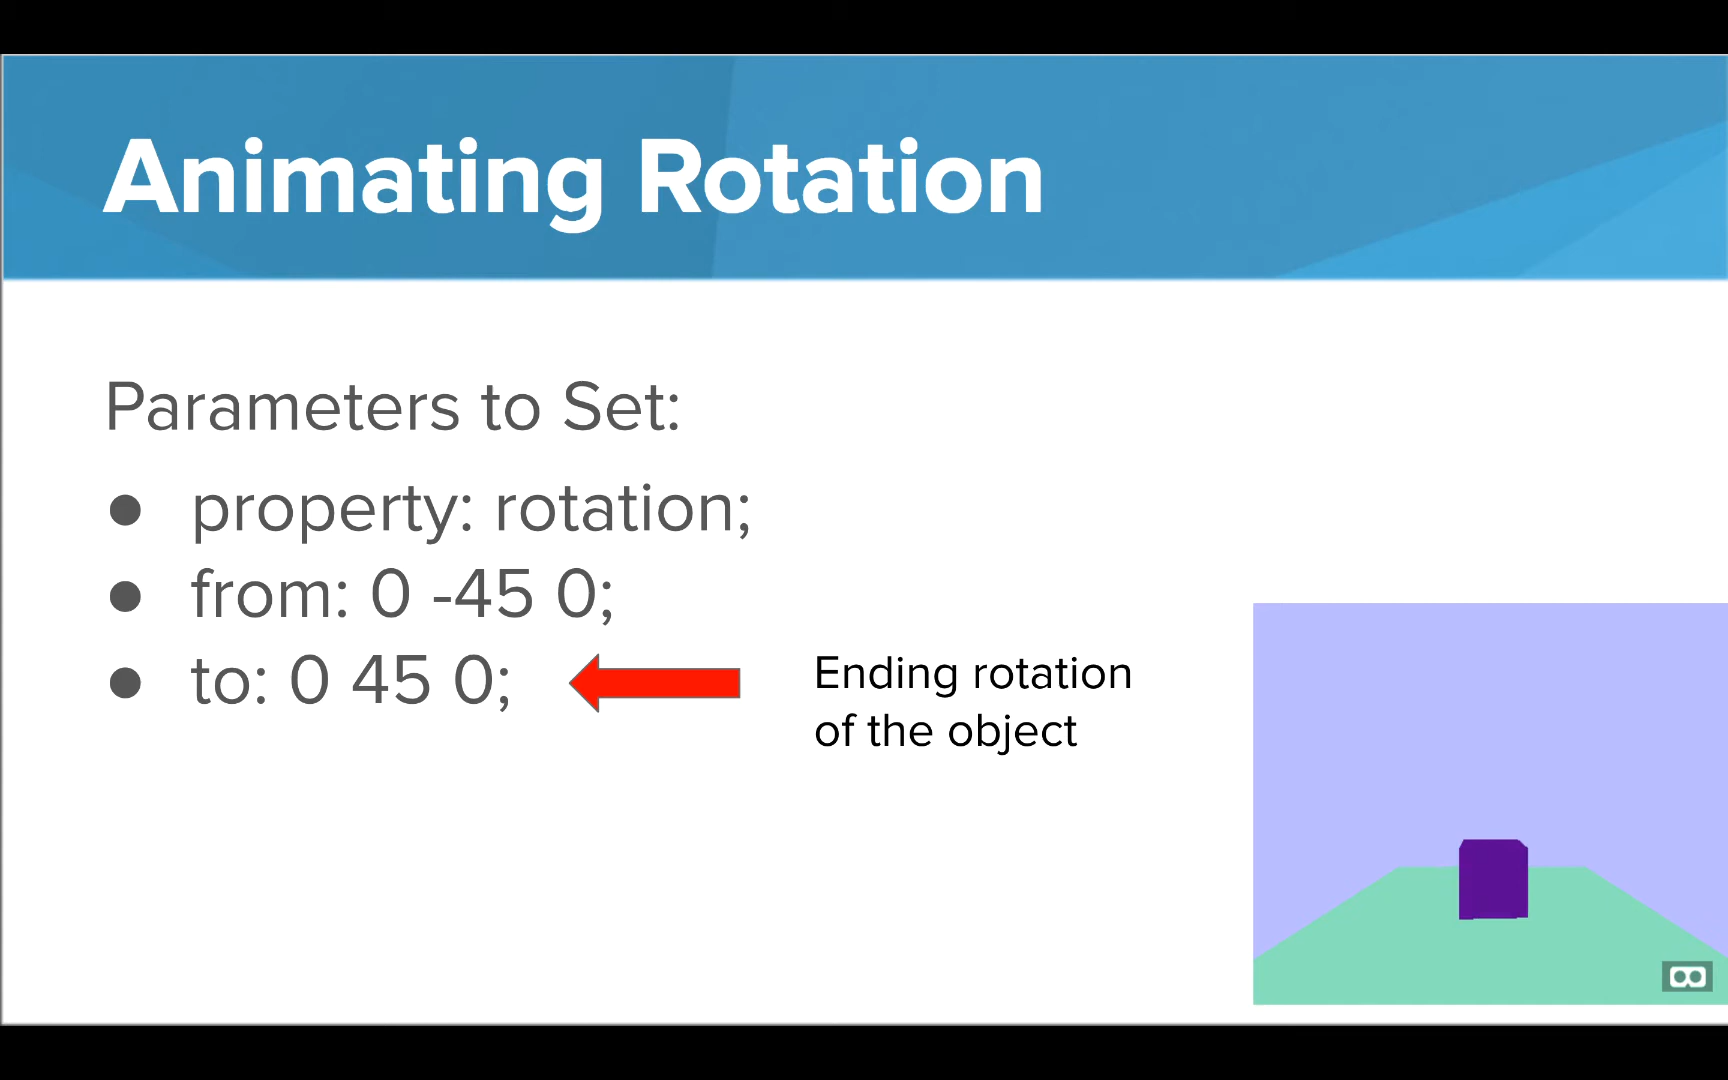 Animating Rotation
Parameters to Set:
● property: rotation;
● from: 0 -45 0;
● to: 0 45 0;
Ending rotation
of the object